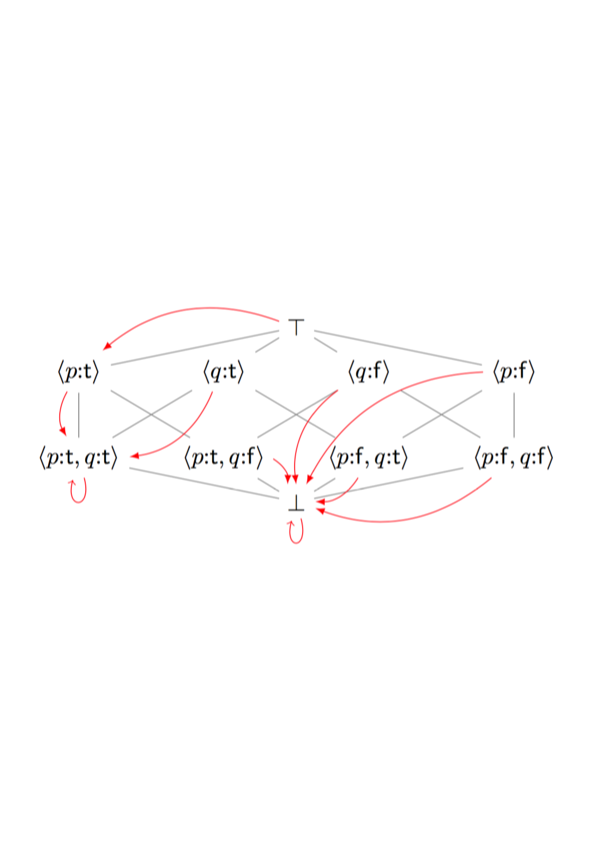 ⊤
⟨p:t⟩ ⟨q:t⟩ ⟨q:f⟩ ⟨p:f⟩
⟨p:t, q:t⟩ ⟨p:t, q:f⟩ ⟨p:f, q:t⟩ ⟨p:f, q:f⟩
⊥